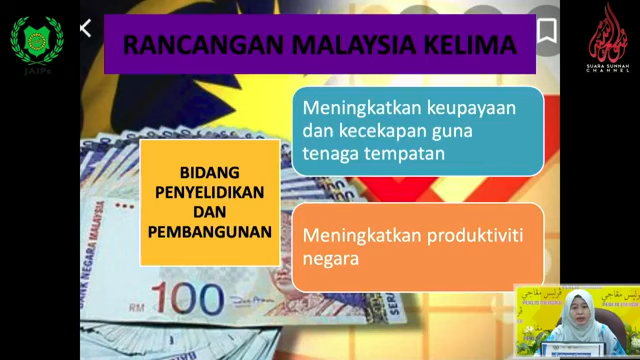 RANCANGAN MALAYSIA KELIMA
JAIPs
SUARA SUNNAH
CHANNEL
Meningkatkan keupayaan
dan kecekapan guna
tenaga tempatan
BIDANG
PENYELIDIKAN
DAN
PEMBANGUNAN
Meningkatkan produktiviti
negara
BANK NEGARA MALAYSIA
RM 100